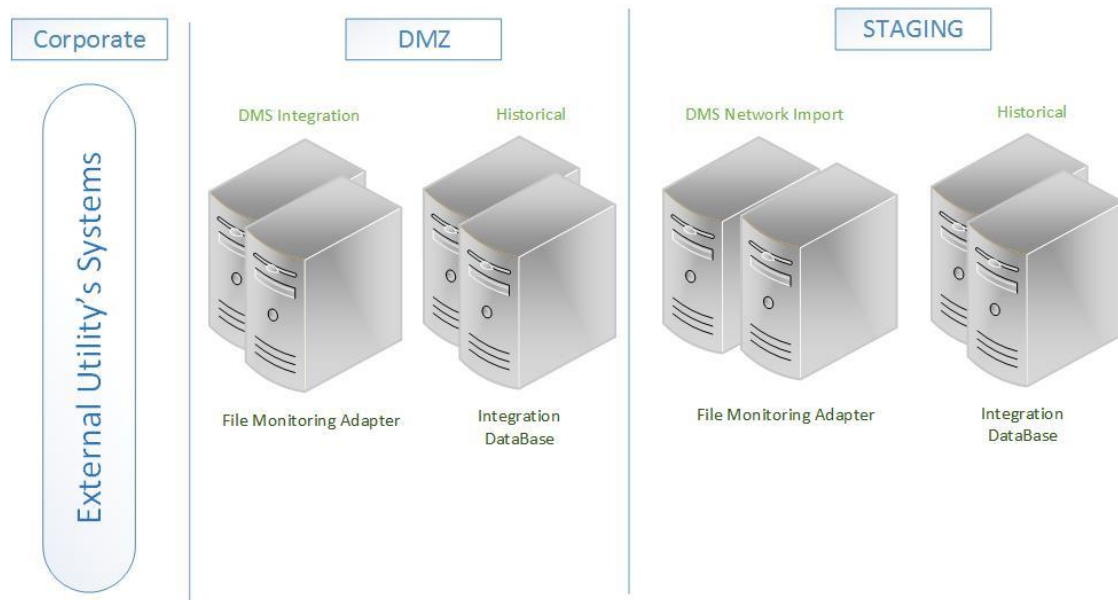 Corporate
DMZ
STAGING
External Utility's Systems
DMS Integration
Historical
DMS Network Import
Historical
File Monitoring Adapter
Integration
DataBase
File Monitoring Adapter
Integration
DataBase